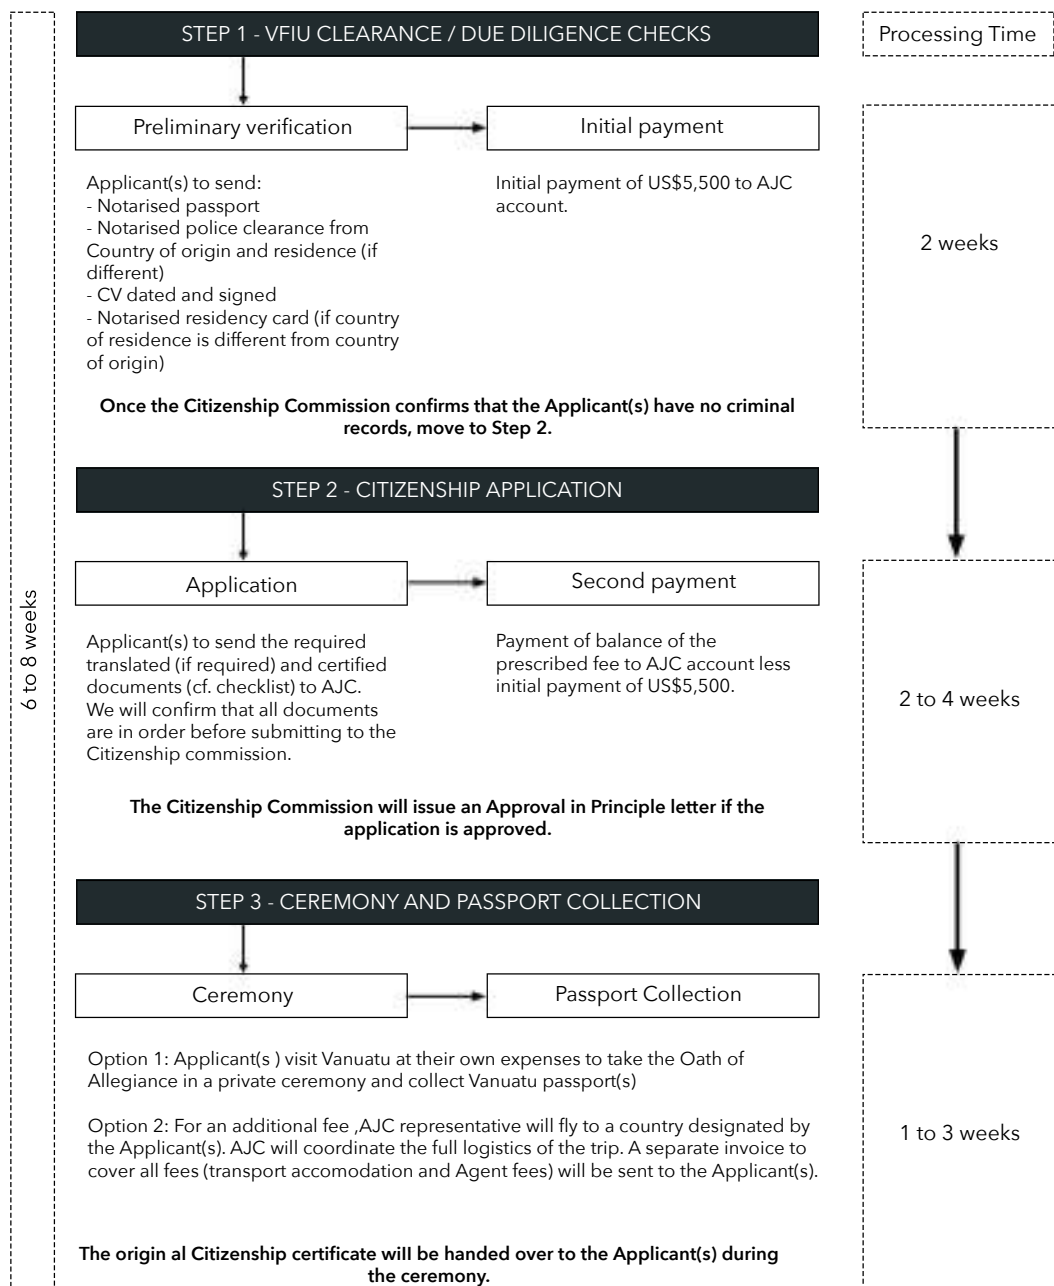 STEP 1 - VFIU CLEARANCE / DUE DILIGENCE CHECKS
Processing Time
Preliminary verification
Initial payment
Applicant(s) to send:
- Notarised passport
- Notarised police clearance from
Country of origin and residence (if
different)
- CV dated and signed
- Notarised residency card (if country
of residence is different from country
of origin)
Initial payment of US$5,500 to AJC
account.
2 weeks
Once the Citizenship Commission confirms that the Applicant(s) have no criminal
records, move to Step 2.
STEP 2 - CITIZENSHIP APPLICATION
Application
Second payment
6 to 8 weeks
Applicant(s) to send the required
translated (if required) and certified
documents (cf. checklist) to AJC.
We will confirm that all documents
are in order before submitting to the
Citizenship commission.
Payment of balance of the
prescribed fee to AJC account less
initial payment of US$5,500.
2 to 4 weeks
The Citizenship Commission will issue an Approval in Principle letter if the
application is approved.
STEP 3 - CEREMONY AND PASSPORT COLLECTION
Ceremony
Passport Collection
Option 1: Applicant(s ) visit Vanuatu at their own expenses to take the Oath of
Allegiance in a private ceremony and collect Vanuatu passport(s)
Option 2: For an additional fee ,AJC representative will fly to a country designated by
the Applicant(s). AJC will coordinate the full logistics of the trip. A separate invoice to
cover all fees (transport accomodation and Agent fees) will be sent to the Applicant(s).
1 to 3 weeks
The origin al Citizenship certificate will be handed over to the Applicant(s) during
the ceremony.